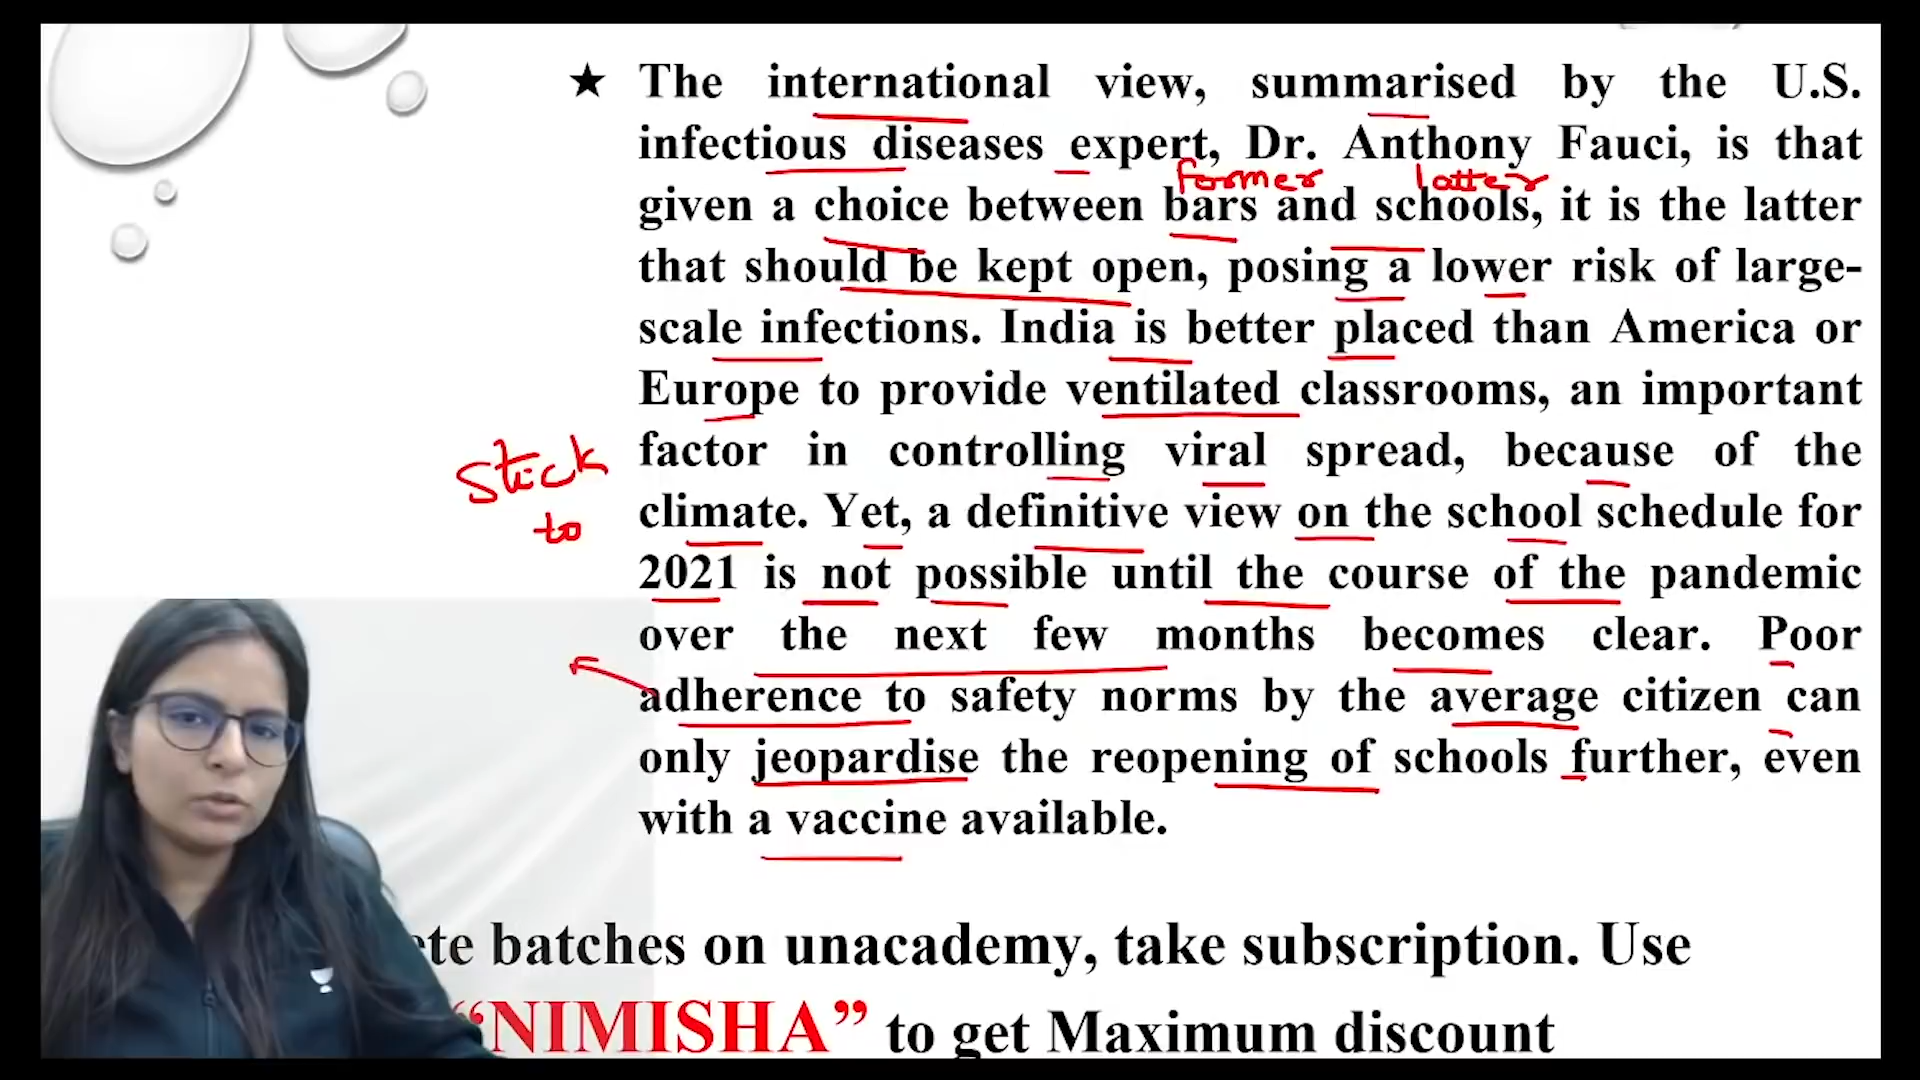 ★ The international view, summarised by the U.S.
infectious diseases expert, Dr. Anthony Fauci, is that
former latter
given a choice between bars and schools, it is the latter
that should be kept open, posing a lower risk of large-
scale infections. India is better placed than America or
Europe to provide ventilated classrooms, an important
factor in controlling viral spread, because of the
Stick
climate. Yet, a definitive view on the school schedule for
to
2021 is not possible until the course of the pandemic
over the next few months becomes clear. Poor
adherence to safety norms by the average citizen can
only jeopardise the reopening of schools further, even
with a vaccine available.
batches on unacademy, take subscription. Use
“NIMISHA” to get Maximum discount